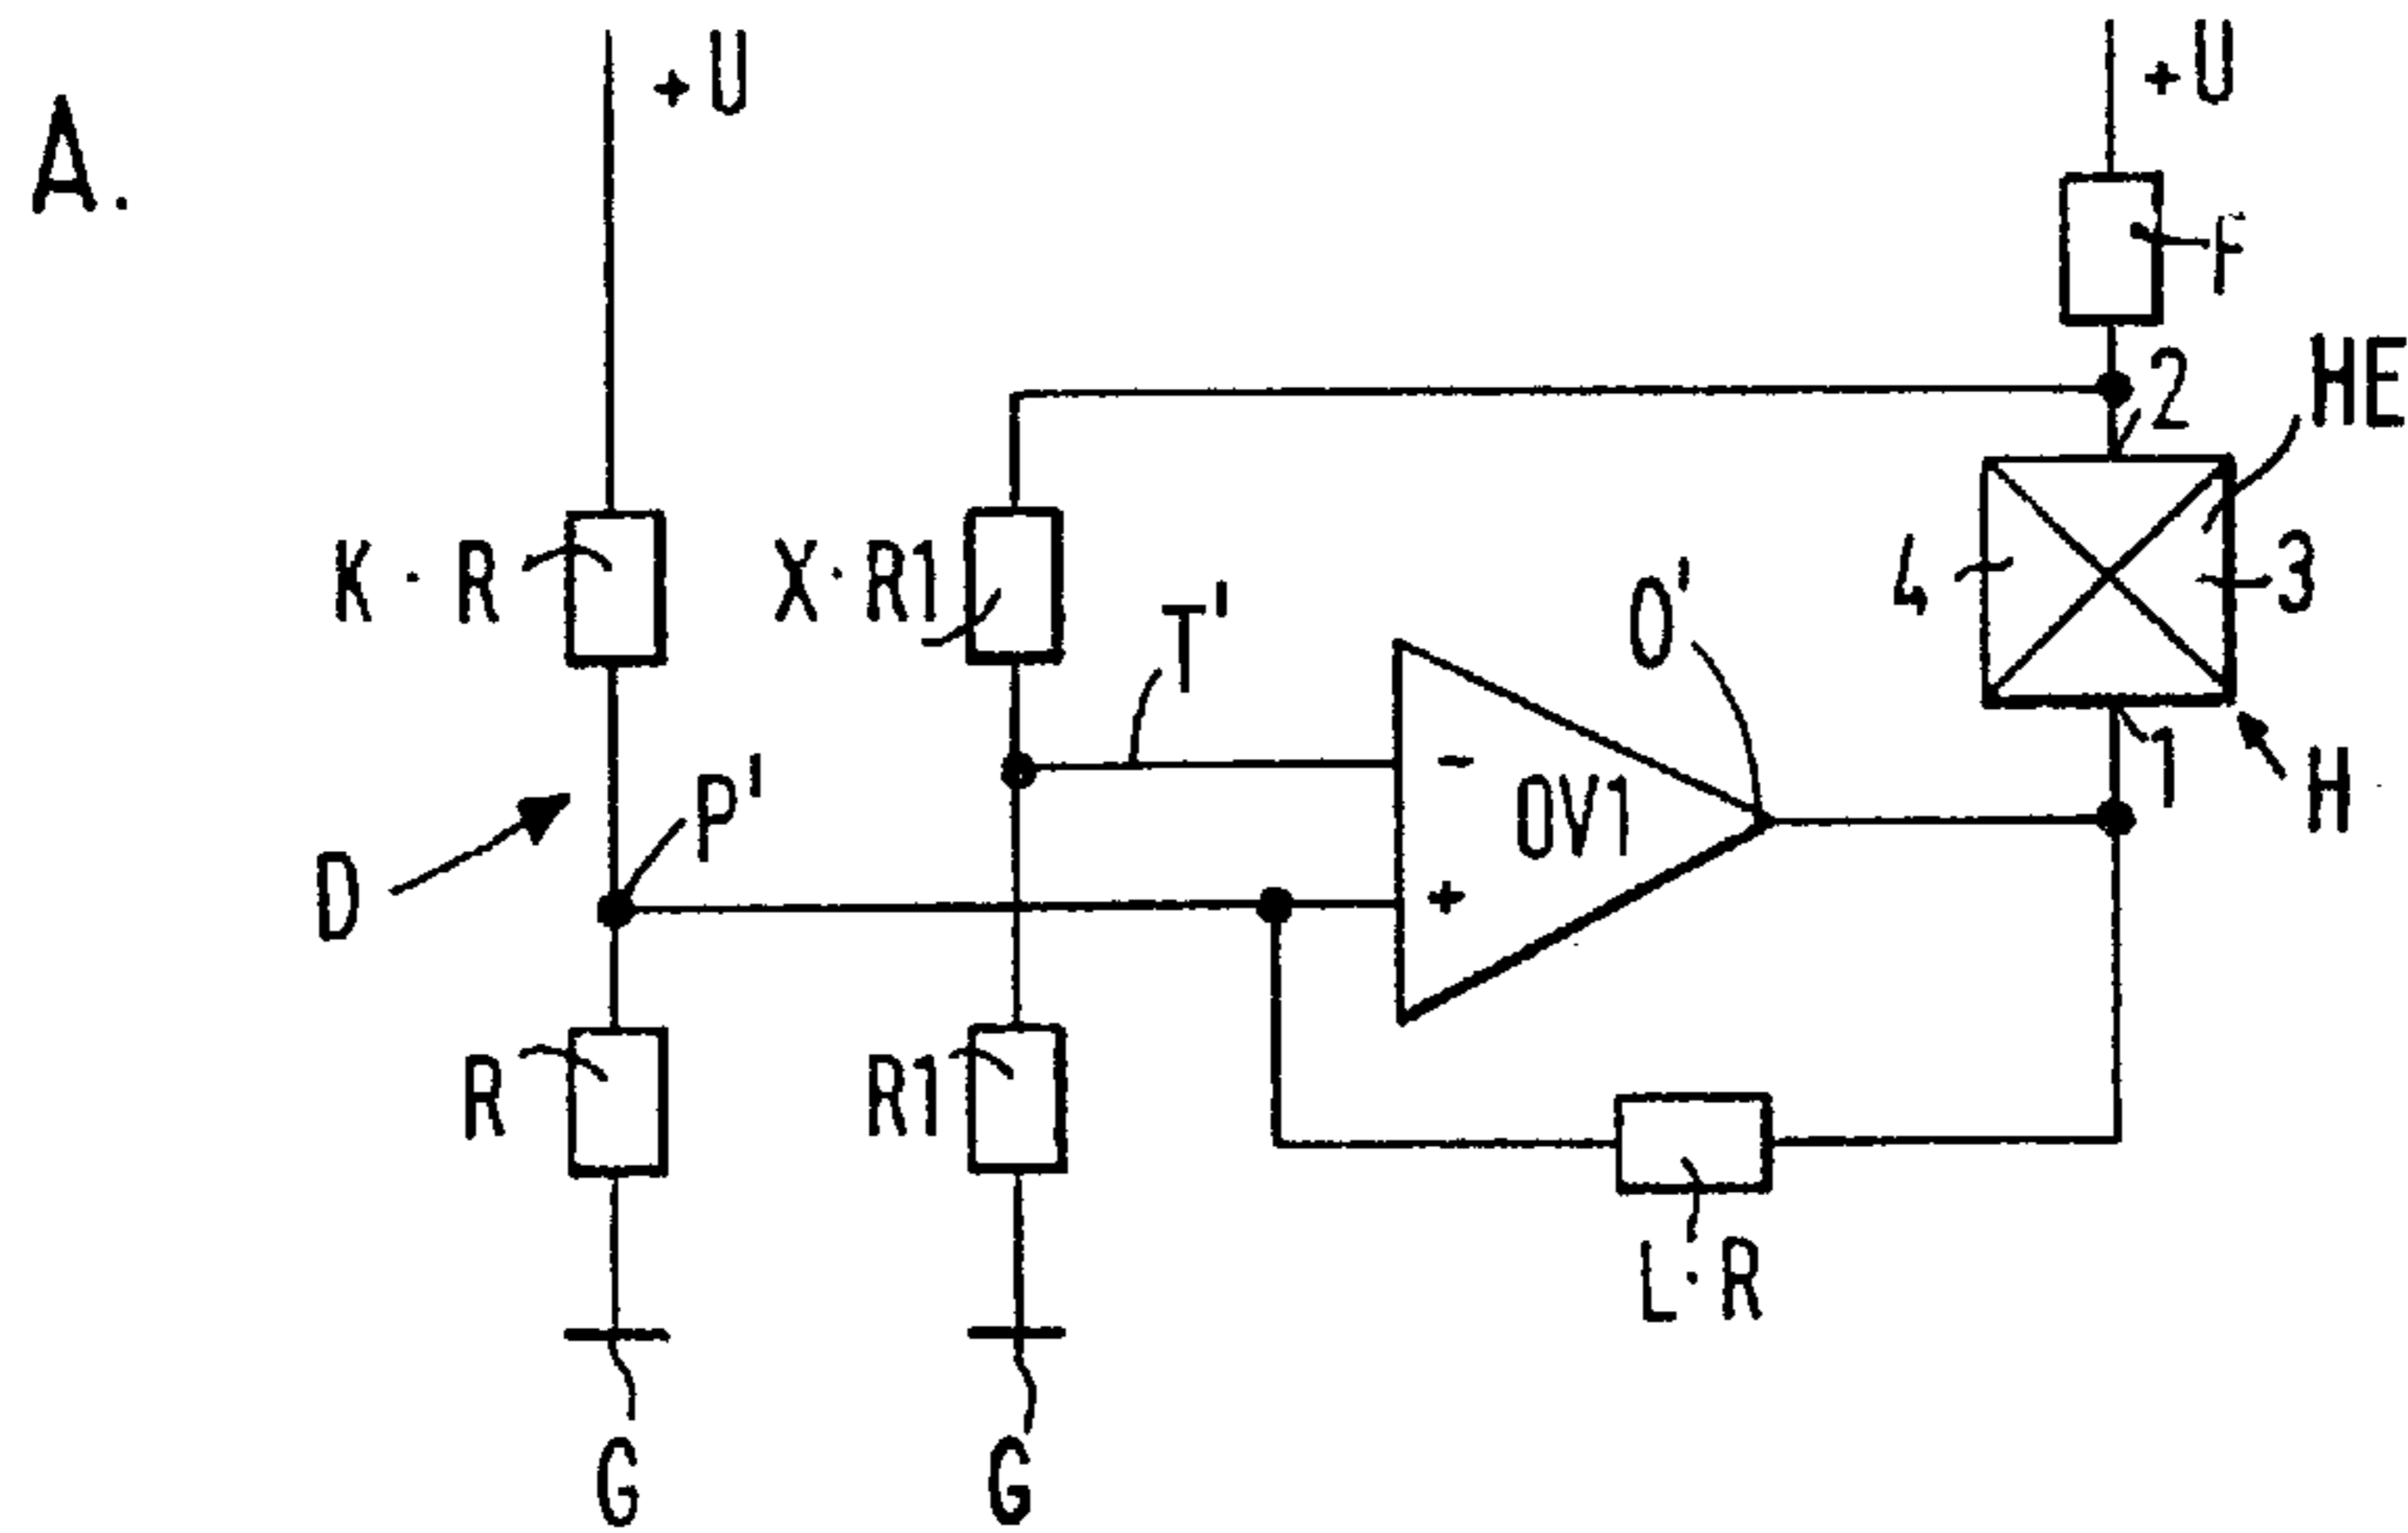 A.
+U
+U
F
2
HE
K · R
X · R1
T'
O'
4
3
-
OV1
+
1
H
P'
D
R
R1
L · R
G
G